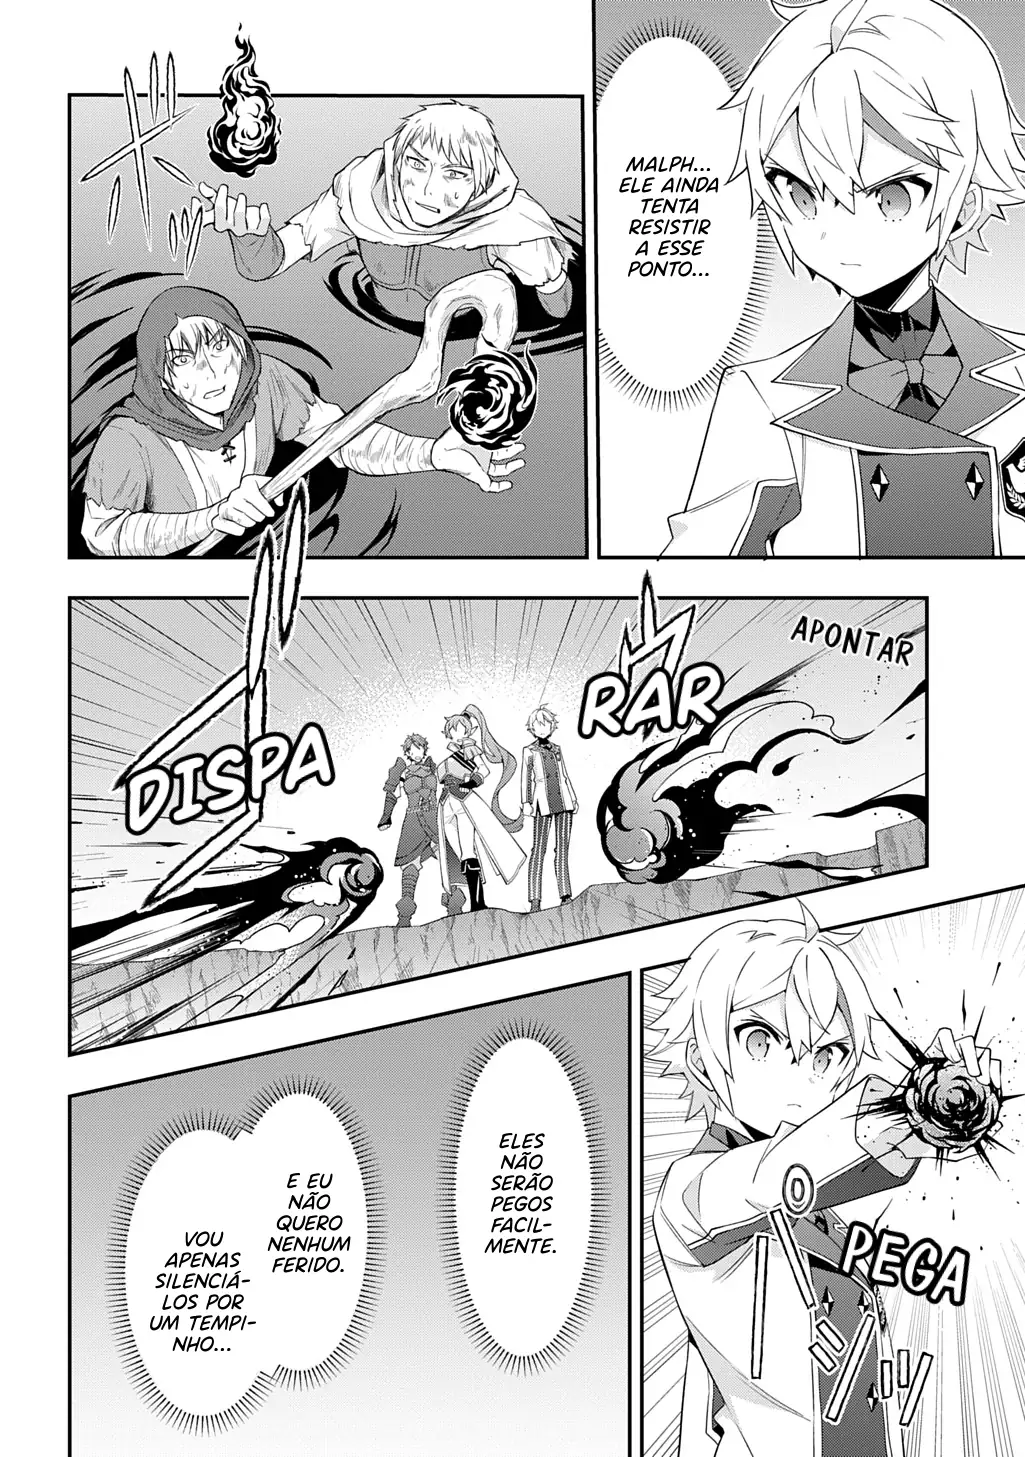 MALPH...
ELE AINDA
TENTA
RESISTIR
A ESSE
PONTO...
APONTAR
DISPA
RAR
PEGA
ELES
NÃO
SERÃO
PEGOS
FACIL-
MENTE.
E EU
NÃO
QUERO
NENHUM
FERIDO.
VOU
APENAS
SILENCIÁ-
LOS POR
UM TEMPI-
NHO...